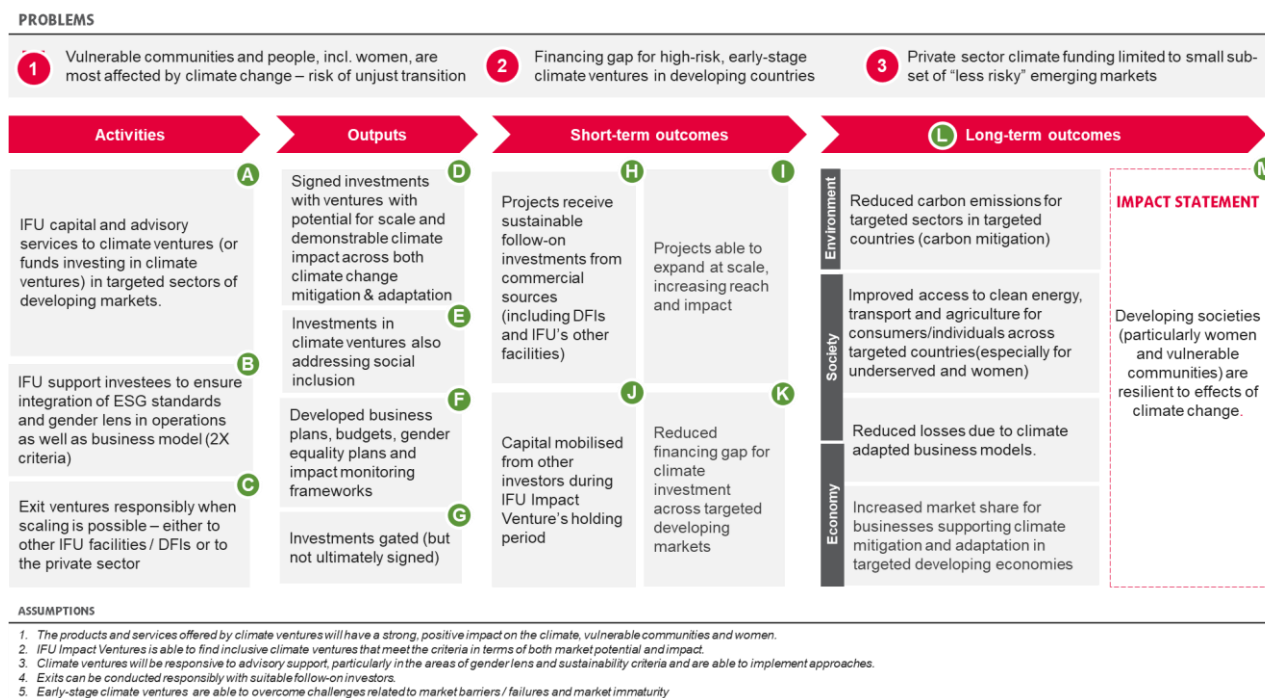 PROBLEMS
1
Vulnerable communities and people, incl. women, are
most affected by climate change – risk of unjust transition
2
Financing gap for high-risk, early-stage
climate ventures in developing countries
3
Private sector climate funding limited to small sub-
set of “less risky” emerging markets
Activities
Outputs
Short-term outcomes
L
Long-term outcomes
A
IFU capital and advisory
services to climate ventures (or
funds investing in climate
ventures) in targeted sectors of
developing markets.
B
IFU support investees to ensure
integration of ESG standards
and gender lens in operations
as well as business model (2X
criteria)
C
Exit ventures responsibly when
scaling is possible – either to
other IFU facilities / DFIs or to
the private sector
D
Signed investments
with ventures with
potential for scale and
demonstrable climate
impact across both
climate change
mitigation & adaptation
E
Investments in
climate ventures also
addressing social
inclusion
F
Developed business
plans, budgets, gender
equality plans and
impact monitoring
frameworks
G
Investments gated (but
not ultimately signed)
H
Projects receive
sustainable
follow-on
investments from
commercial
sources
(including DFIs
and IFU’s other
facilities)
I
Projects able to
expand at scale,
increasing reach
and impact
J
Capital mobilised
from other
investors during
IFU Impact
Venture’s holding
period
K
Reduced
financing gap for
climate
investment
across targeted
developing
markets
Environment
Reduced carbon emissions for
targeted sectors in targeted
countries (carbon mitigation)
Society
Improved access to clean energy,
transport and agriculture for
consumers/individuals across
targeted countries(especially for
underserved and women)
Reduced losses due to climate
adapted business models.
Economy
Increased market share for
businesses supporting climate
mitigation and adaptation in
targeted developing economies
M
IMPACT STATEMENT
Developing societies
(particularly women
and vulnerable
communities) are
resilient to effects of
climate change.
ASSUMPTIONS
1. The products and services offered by climate ventures will have a strong, positive impact on the climate, vulnerable communities and women.
2. IFU Impact Ventures is able to find inclusive climate ventures that meet the criteria in terms of both market potential and impact.
3. Climate ventures will be responsive to advisory support, particularly in the areas of gender lens and sustainability criteria and are able to implement approaches.
4. Exits can be conducted responsibly with suitable follow-on investors.
5. Early-stage climate ventures are able to overcome challenges related to market barriers / failures and market immaturity